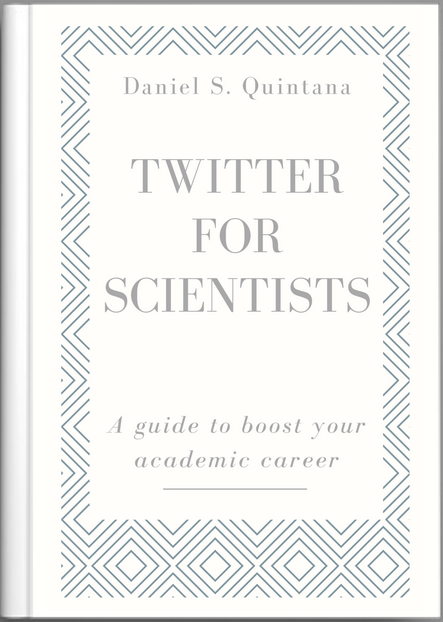 Daniel S. Quintana
TWITTER
FOR
SCIENTISTS
A guide to boost your
academic career